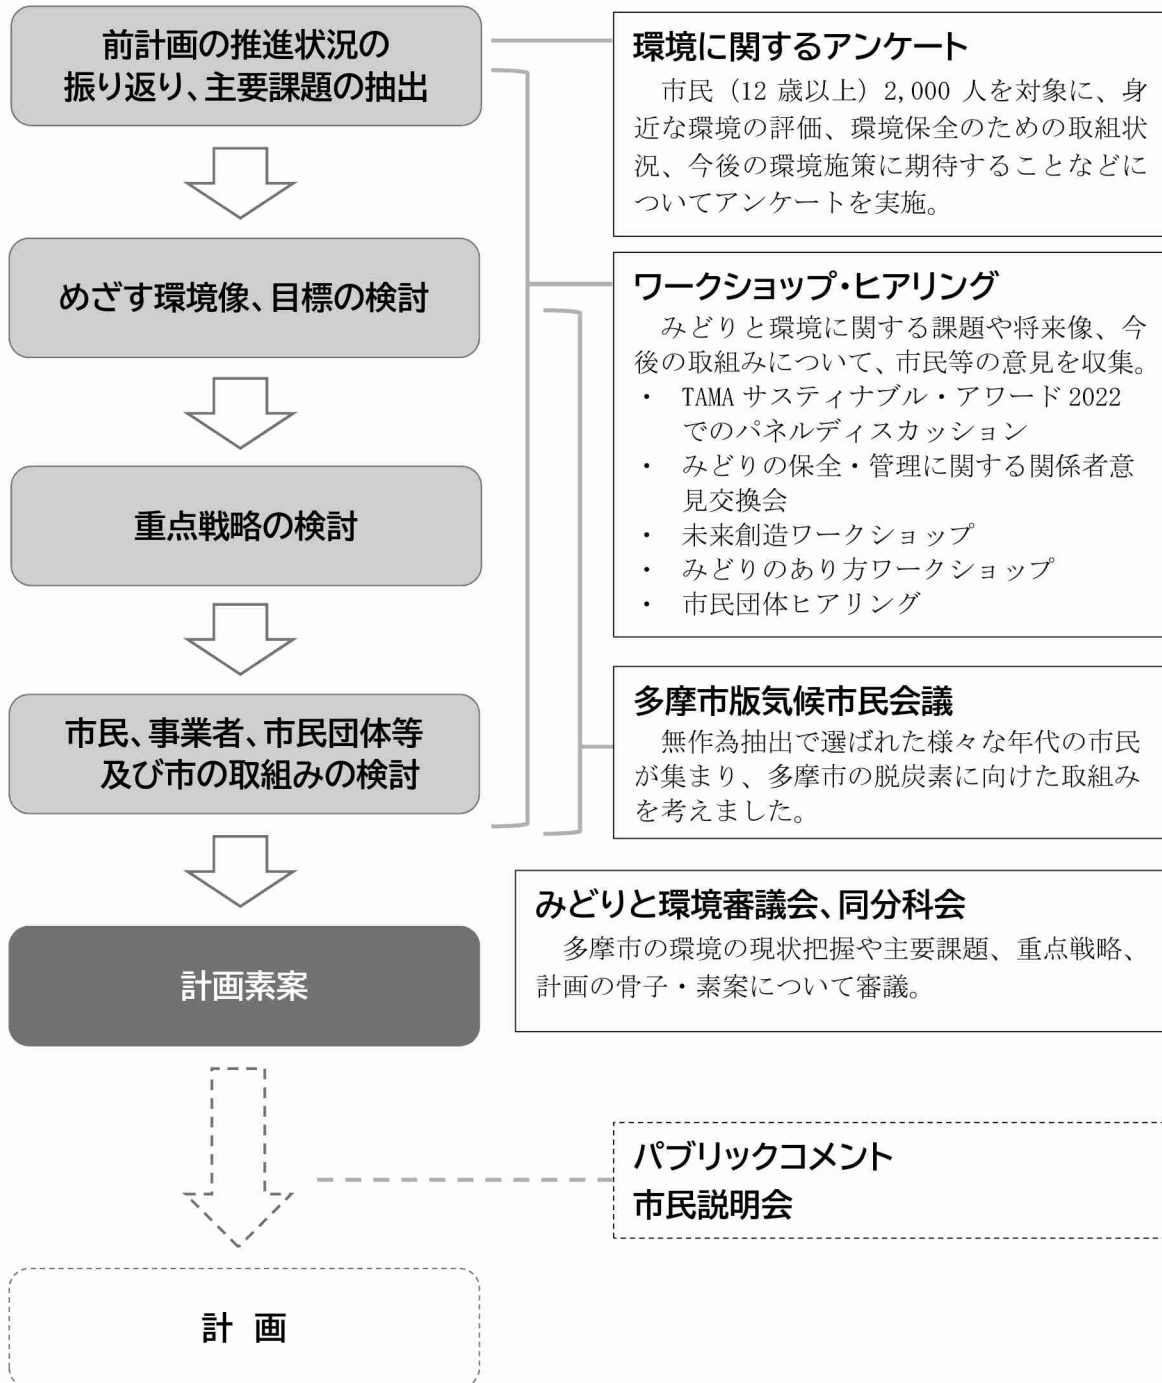 前計画の推進状況の
振り返り、主要課題の抽出
めざす環境像、目標の検討
重点戦略の検討
市民、事業者、市民団体等
及び市の取組みの検討
計画素案
計 画
環境に関するアンケート
市民（12 歳以上）2,000 人を対象に、身
近な環境の評価、環境保全のための取組状
況、今後の環境施策に期待することなどに
ついてアンケートを実施。
ワークショップ・ヒアリング
みどりと環境に関する課題や将来像、今
後の取組みについて、市民等の意見を収集。
・ TAMA サスティナブル・アワード 2022
でのパネルディスカッション
・ みどりの保全・管理に関する関係者意
見交換会
・ 未来創造ワークショップ
・ みどりのあり方ワークショップ
・ 市民団体ヒアリング
多摩市版気候市民会議
無作為抽出で選ばれた様々な年代の市民
が集まり、多摩市の脱炭素に向けた取組み
を考えました。
みどりと環境審議会、同分科会
多摩市の環境の現状把握や主要課題、重点戦略、
計画の骨子・素案について審議。
パブリックコメント
市民説明会